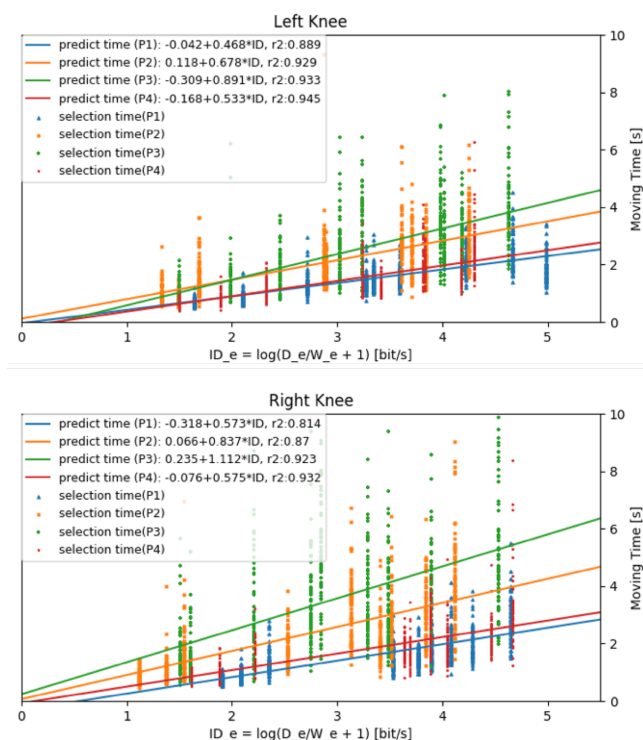 Left Knee
predict time (P1): -0.042+0.468*ID, r2:0.889
predict time (P2): 0.118+0.678*ID, r2:0.929
predict time (P3): -0.309+0.891*ID, r2:0.933
predict time (P4): -0.168+0.533*ID, r2:0.945
selection time(P1)
selection time(P2)
selection time(P3)
selection time(P4)
10
8
6
4
2
0
Moving Time [s]
0 1 2 3 4 5
ID_e = log(D_e/W_e + 1) [bit/s]
Right Knee
predict time (P1): -0.318+0.573*ID, r2:0.814
predict time (P2): 0.066+0.837*ID, r2:0.87
predict time (P3): 0.235+1.112*ID, r2:0.923
predict time (P4): -0.076+0.575*ID, r2:0.932
selection time(P1)
selection time(P2)
selection time(P3)
selection time(P4)
10
8
6
4
2
0
Moving Time [s]
0 1 2 3 4 5
ID_e = log(D_e/W_e + 1) [bit/s]